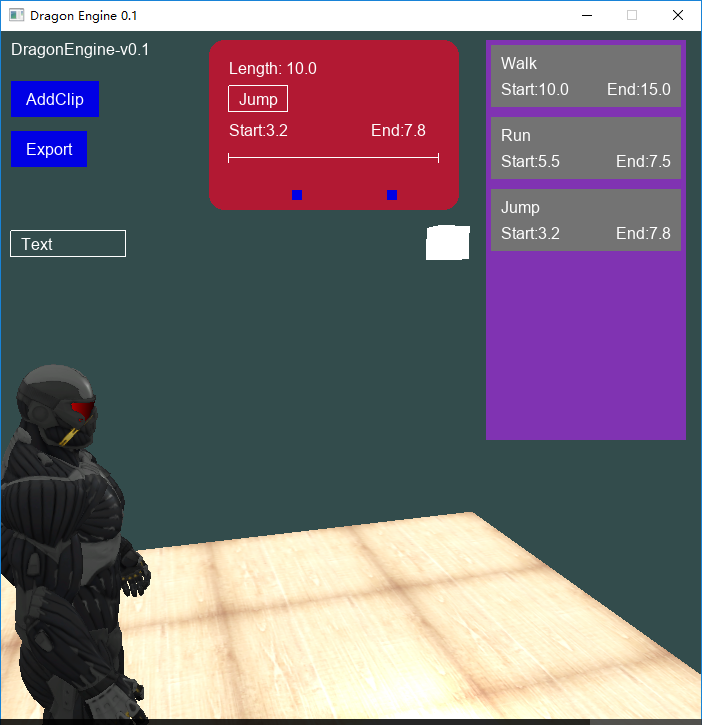 Dragon Engine 0.1
DragonEngine-v0.1
AddClip
Export
Text
Length: 10.0
Jump
Start:3.2 End:7.8
Walk
Start:10.0 End:15.0
Run
Start:5.5 End:7.5
Jump
Start:3.2 End:7.8